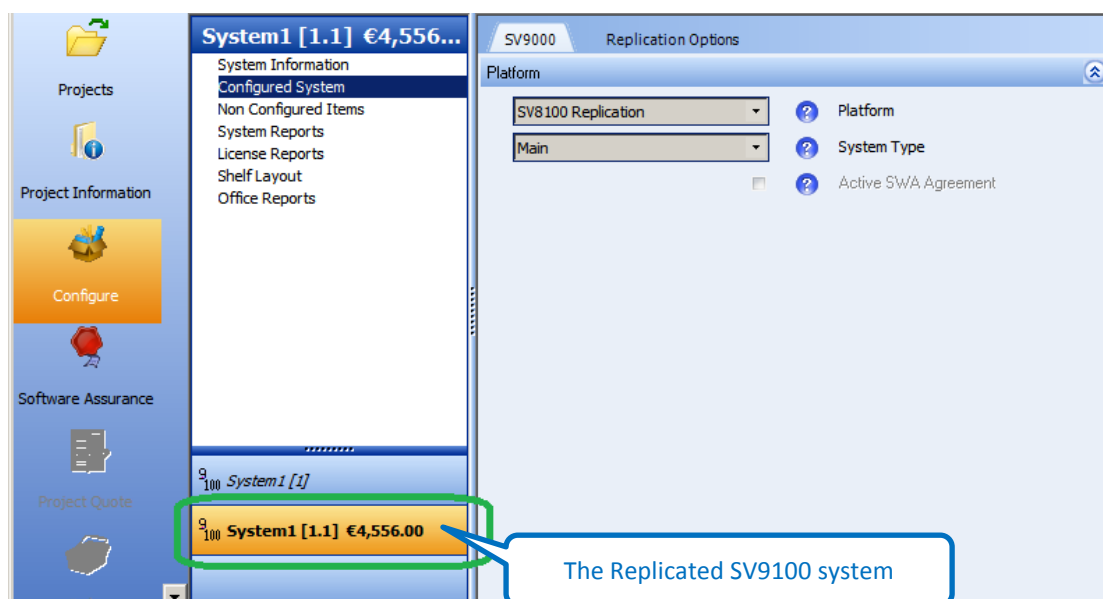 Projects
Project Information
Configure
Software Assurance
Project Quote
System1 [1.1] €4,556...
System Information
Configured System
Non Configured Items
System Reports
License Reports
Shelf Layout
Office Reports
9100 System1 [1]
9100 System1 [1.1] €4,556.00
SV9000 Replication Options
Platform
SV8100 Replication ? Platform
Main ? System Type
? Active SWA Agreement
The Replicated SV9100 system